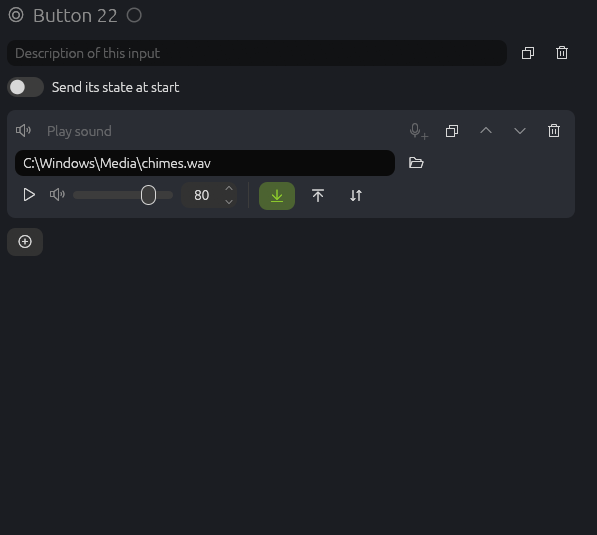 Button 22
Description of this input
Send its state at start
Play sound
C:\Windows\Media\chimes.wav
80